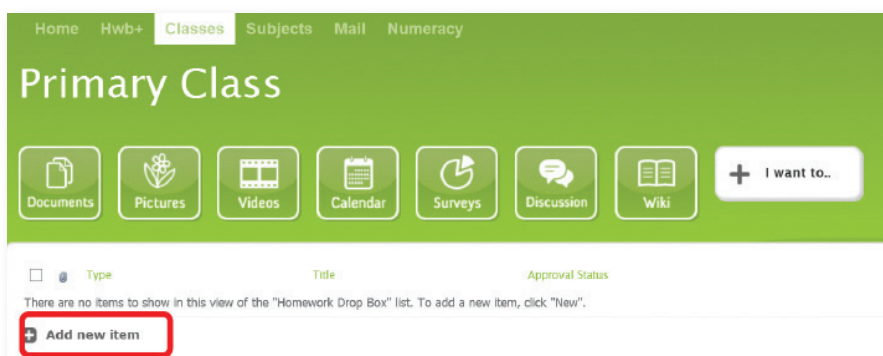 Home Hwb+ Classes Subjects Mail Numeracy
Primary Class
Documents Pictures Videos Calendar Surveys Discussion Wiki + I want to..
Type Title Approval Status
There are no items to show in this view of the "Homework Drop Box" list. To add a new item, click "New".
Add new item